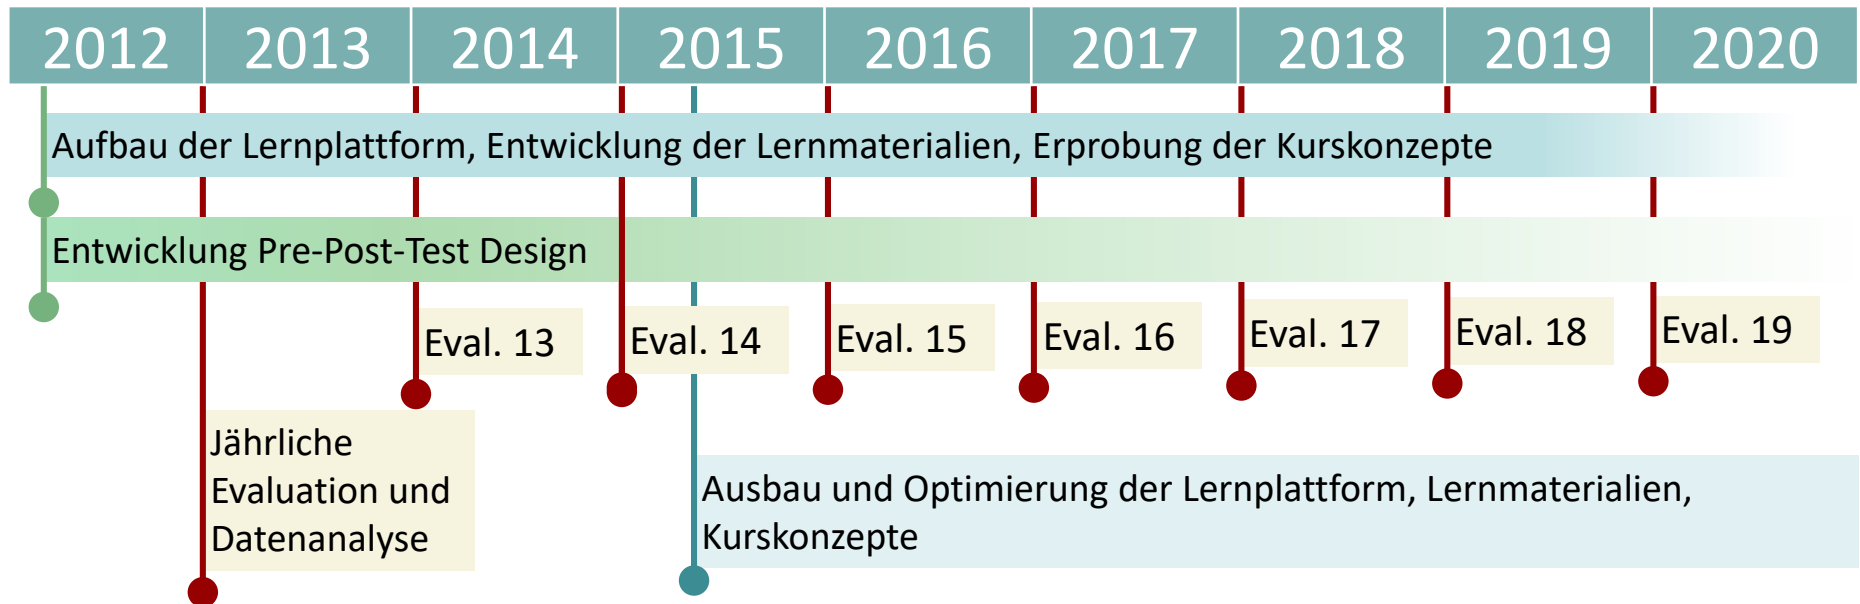 2012 2013 2014 2015 2016 2017 2018 2019 2020
Aufbau der Lernplattform, Entwicklung der Lernmaterialien, Erprobung der Kurskonzepte
Entwicklung Pre-Post-Test Design
Eval. 13
Eval. 14
Eval. 15
Eval. 16
Eval. 17
Eval. 18
Eval. 19
Jährliche
Evaluation und
Datenanalyse
Ausbau und Optimierung der Lernplattform, Lernmaterialien,
Kurskonzepte